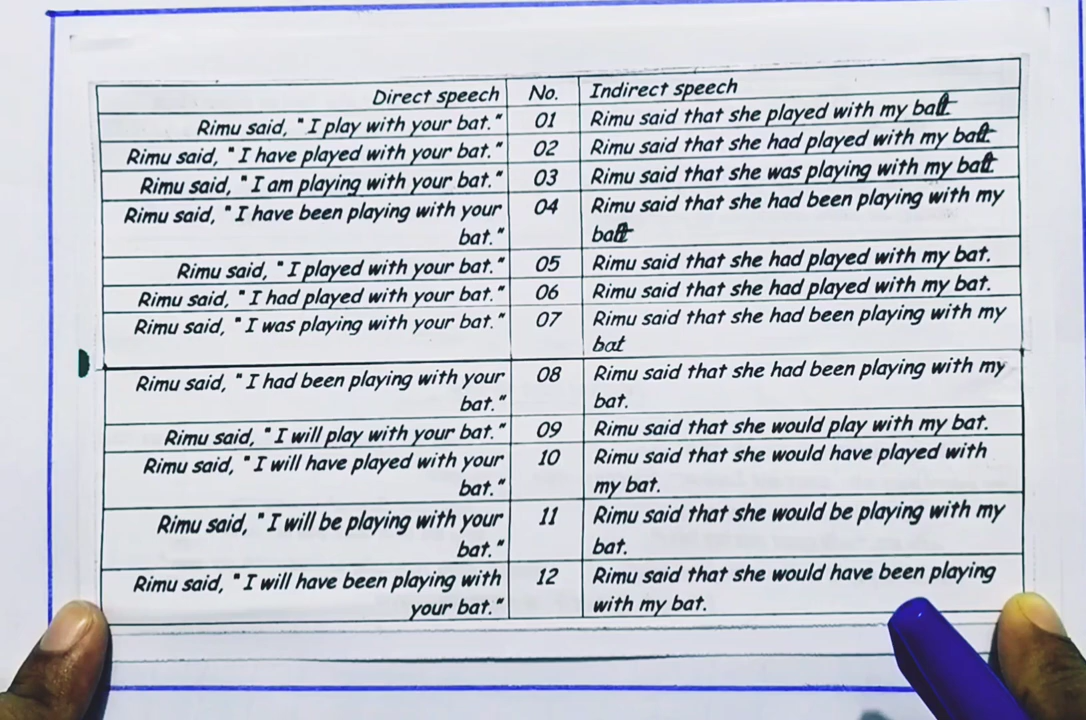 Direct speech No. Indirect speech
Rimu said, "I play with your bat." 01 Rimu said that she played with my bat
Rimu said, "I have played with your bat." 02 Rimu said that she had played with my bat.
Rimu said, "I am playing with your bat." 03 Rimu said that she was playing with my bat
Rimu said, "I have been playing with your 04 Rimu said that she had been playing with my
bat." bat
Rimu said, "I played with your bat." 05 Rimu said that she had played with my bat.
Rimu said, "I had played with your bat." 06 Rimu said that she had played with my bat.
Rimu said, "I was playing with your bat." 07 Rimu said that she had been playing with my
bat
Rimu said, "I had been playing with your 08 Rimu said that she had been playing with my
bat." bat.
Rimu said, "I will play with your bat." 09 Rimu said that she would play with my bat.
Rimu said, "I will have played with your 10 Rimu said that she would have played with
bat." my bat.
Rimu said, "I will be playing with your 11 Rimu said that she would be playing with my
bat." bat.
Rimu said, "I will have been playing with 12 Rimu said that she would have been playing
your bat." with my bat.